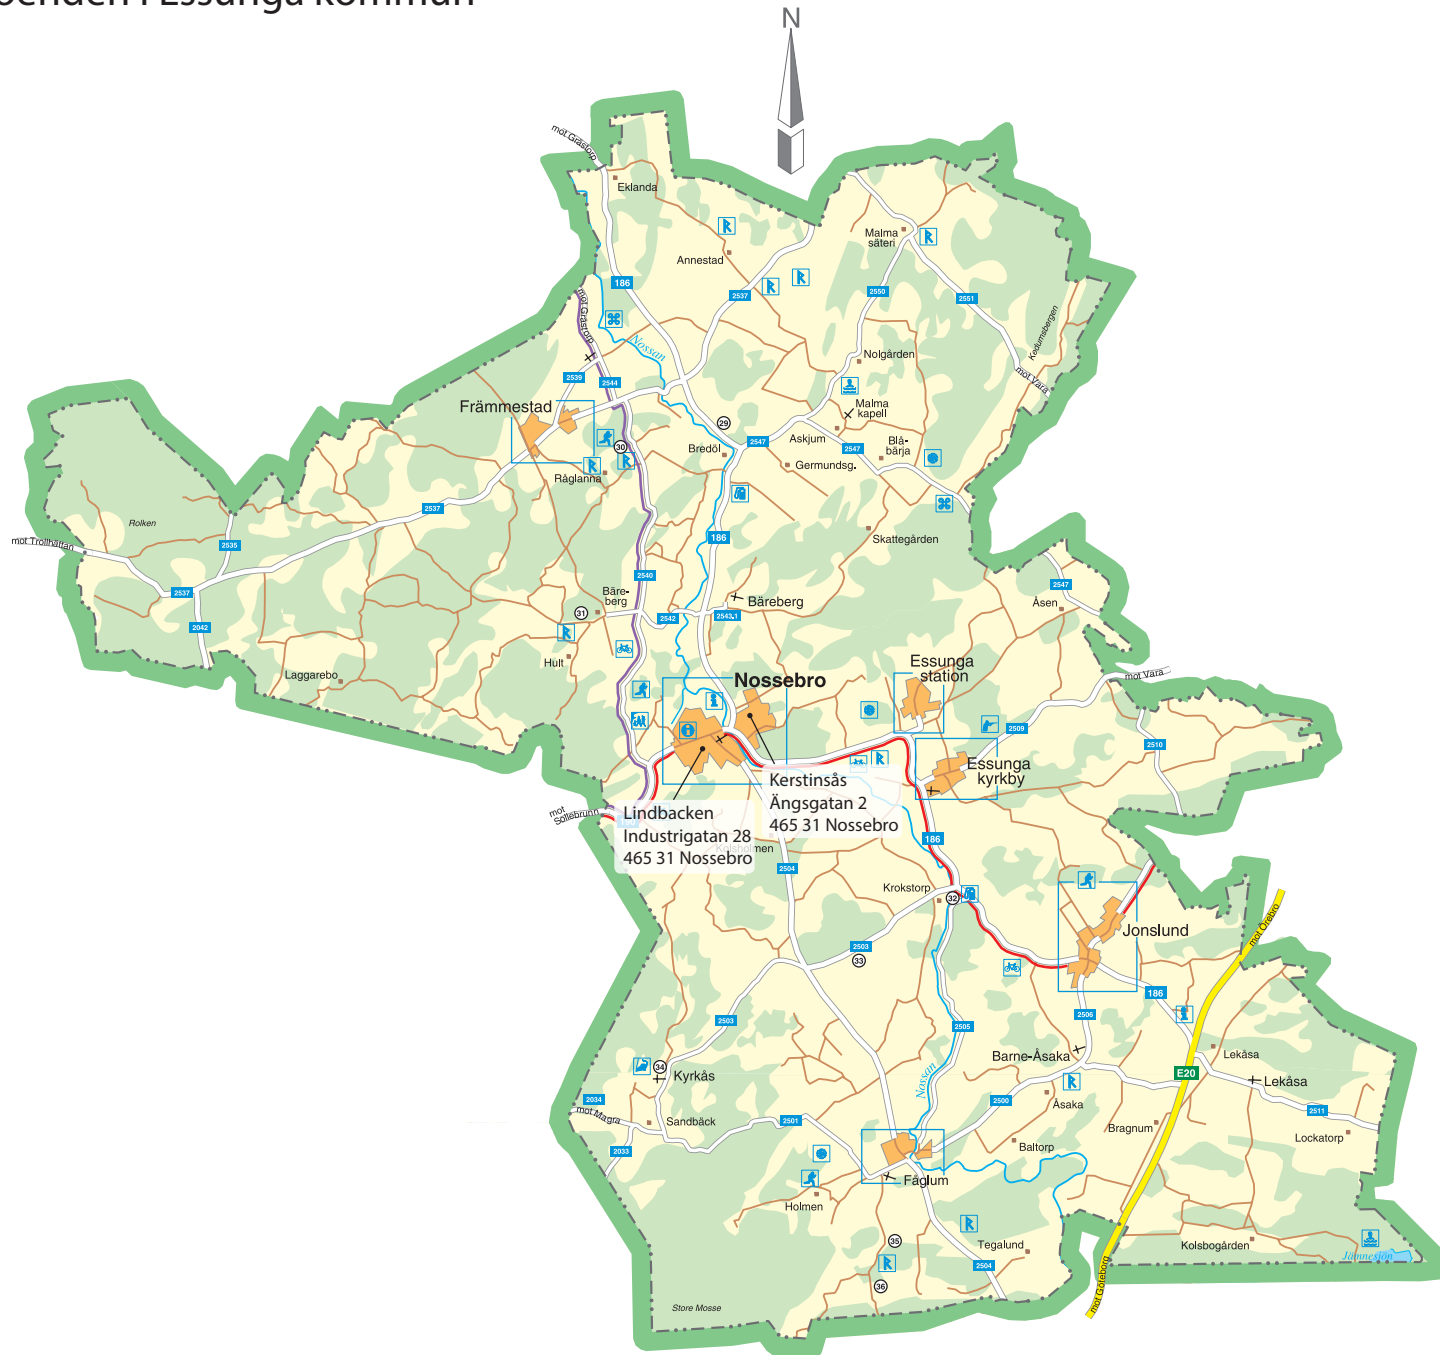 i Essunga kommun
N
mot Grästorp
Eklanda
Annestad
Malma
säteri
186
2537
2550
2551
mot Grästorp
Nossan
Kedumsbergen
Nolgården
mot Vara
2539
2544
Malma
kapell
Främmestad
29
30
Bredöl
2547
Askjum
2547
Blå-
bärja
Germundsg.
Råglanna
2537
Rolken
mot Trollhättan
2535
186
Skattegården
2547
Åsen
2537
2540
Bäre-
berg
Bäreberg
31
2542
2543.1
2042
Hult
Laggarebo
Essunga
station
mot Vara
Nossebro
2509
2510
Essunga
kyrkby
Kerstinsås
Ängsgatan 2
465 31 Nossebro
mot
Sollebrunn
Lindbacken
Industrigatan 28
465 31 Nossebro
Kolsholmen
186
2504
Krokstorp
32
mot Örebro
Jonslund
2503
33
186
2503
2505
2506
Barne-Åsaka
Lekåsa
E20
Lekåsa
34
Kyrkås
Nossan
2034
mot Magra
Sandbäck
2501
2500
Åsaka
2511
Bragnum
Lockatorp
2033
Baltorp
Fåglum
Holmen
35
Tegalund
Kolsbogården
Jämnesjön
2504
36
mot Göteborg
Store Mosse